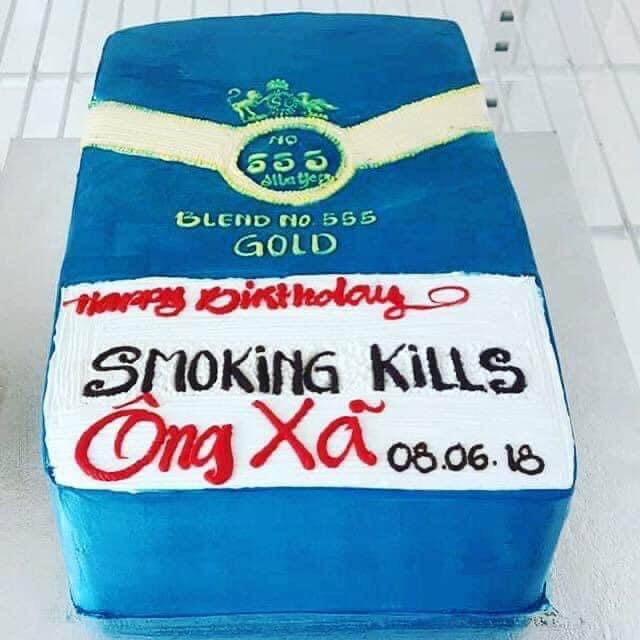 NO
555
BLEND NO. 555
GOLD
Happy Birthday
SMOKiNG KiLLS
Ông Xã 08.06.18